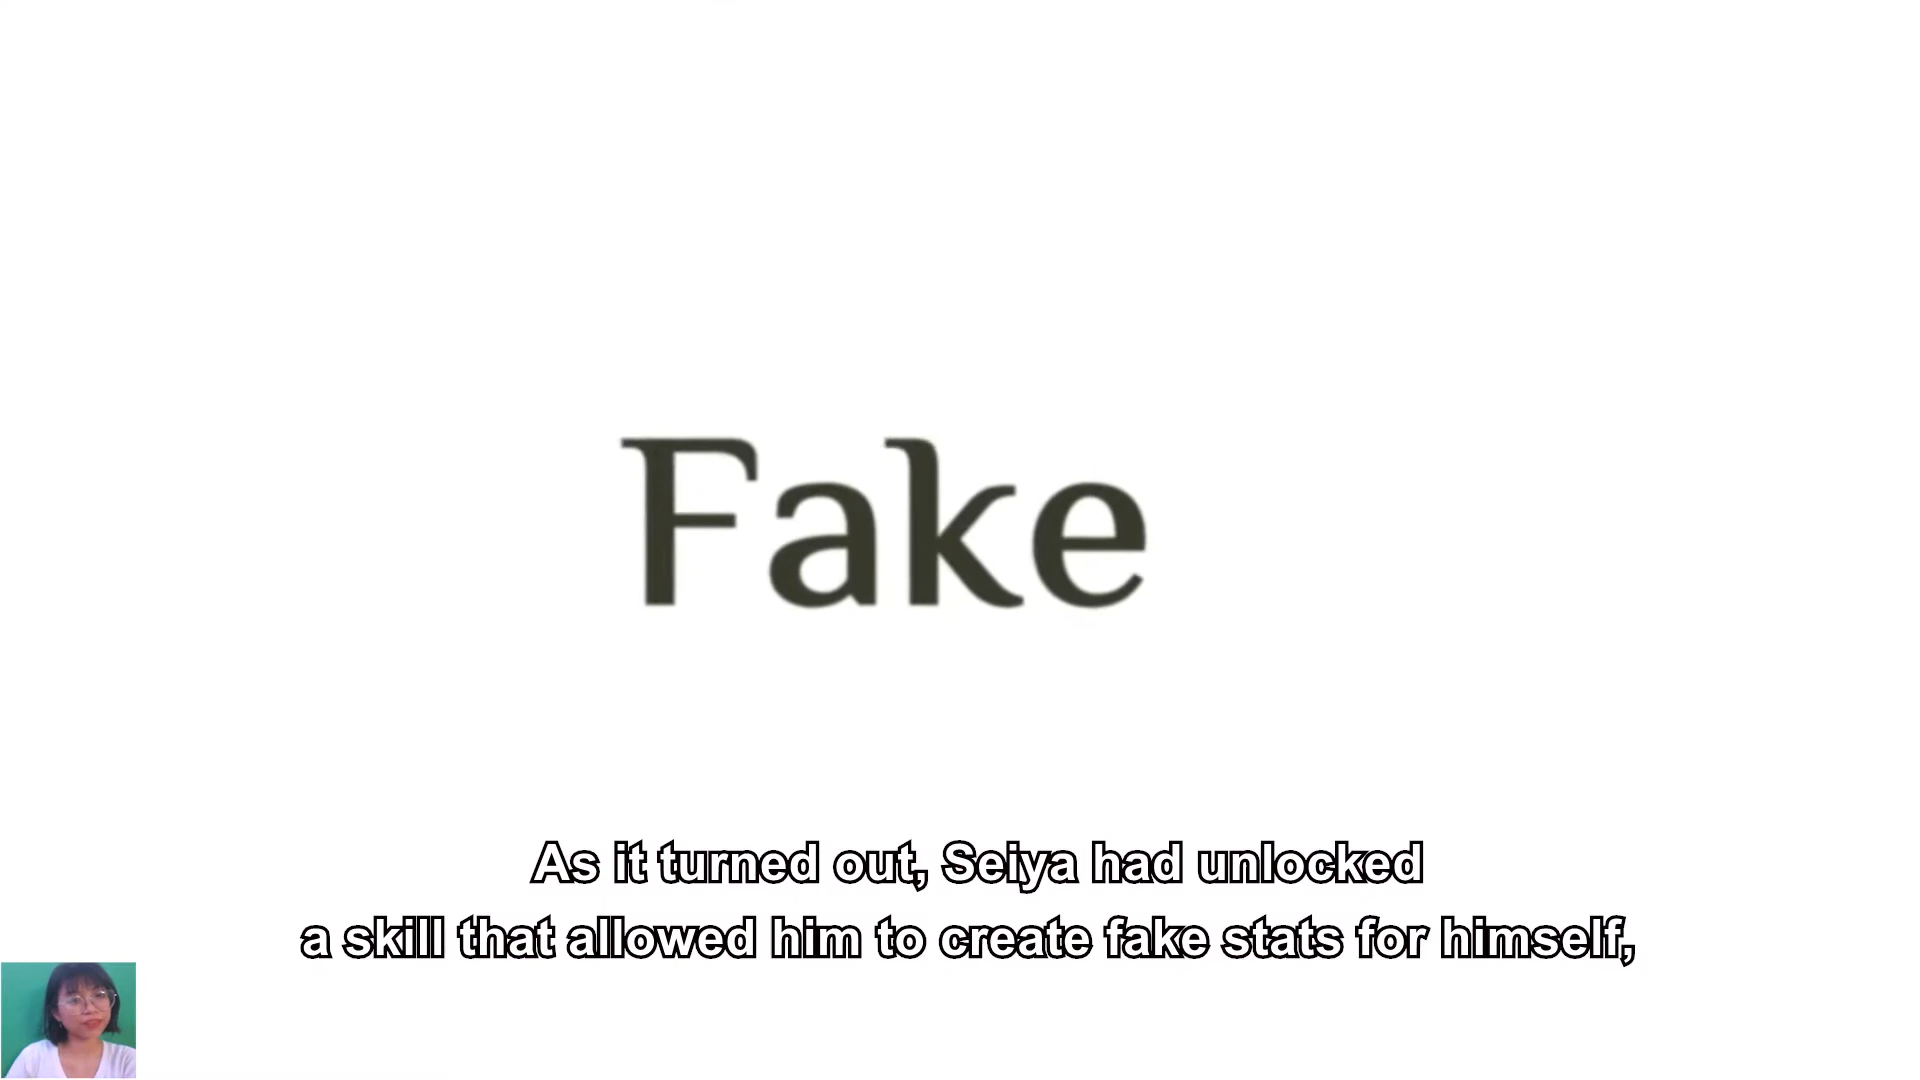 Fake
As it turned out, Seiya had unlocked
a skill that allowed him to create fake stats for himself,